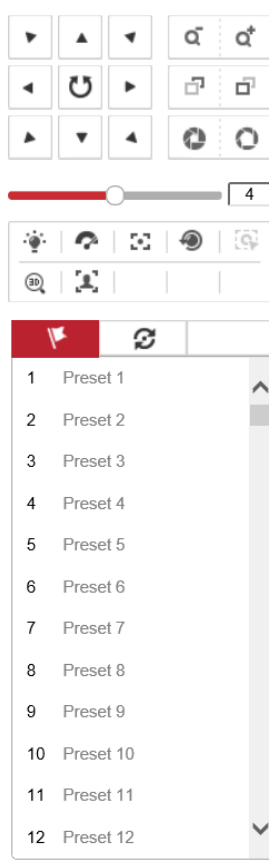 4
3D
1 Preset 1
2 Preset 2
3 Preset 3
4 Preset 4
5 Preset 5
6 Preset 6
7 Preset 7
8 Preset 8
9 Preset 9
10 Preset 10
11 Preset 11
12 Preset 12